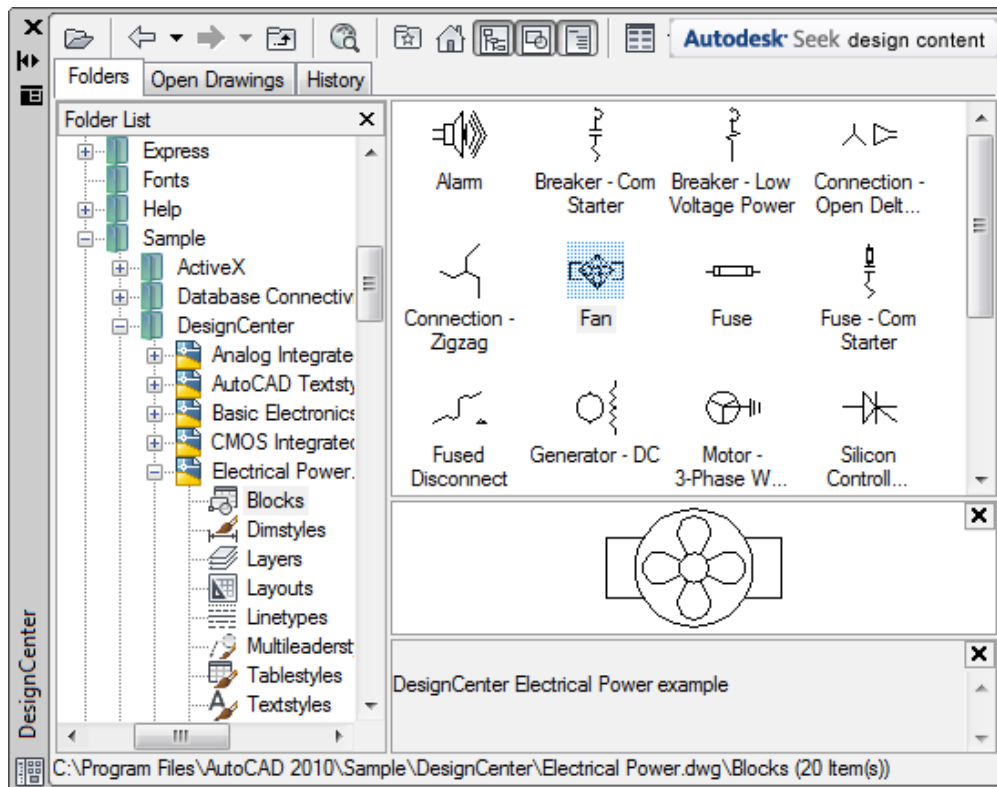 Autodesk Seek design content
Folders
Open Drawings
History
Folder List
Express
Fonts
Help
Sample
ActiveX
Database Connectivi
DesignCenter
Analog Integrate
AutoCAD Textsty
Basic Electronics
CMOS Integrated
Electrical Power.
Blocks
Dimstyles
Layers
Layouts
Linetypes
Multileaderst
Tablestyles
Textstyles
Alarm
Breaker - Com
Starter
Breaker - Low
Voltage Power
Connection -
Open Delt...
Connection -
Zigzag
Fan
Fuse
Fuse - Com
Starter
Fused
Disconnect
Generator - DC
Motor -
3-Phase W...
Silicon
Controll...
DesignCenter Electrical Power example
DesignCenter
C:\Program Files\AutoCAD 2010\Sample\DesignCenter\Electrical Power.dwg\Blocks (20 Item(s))